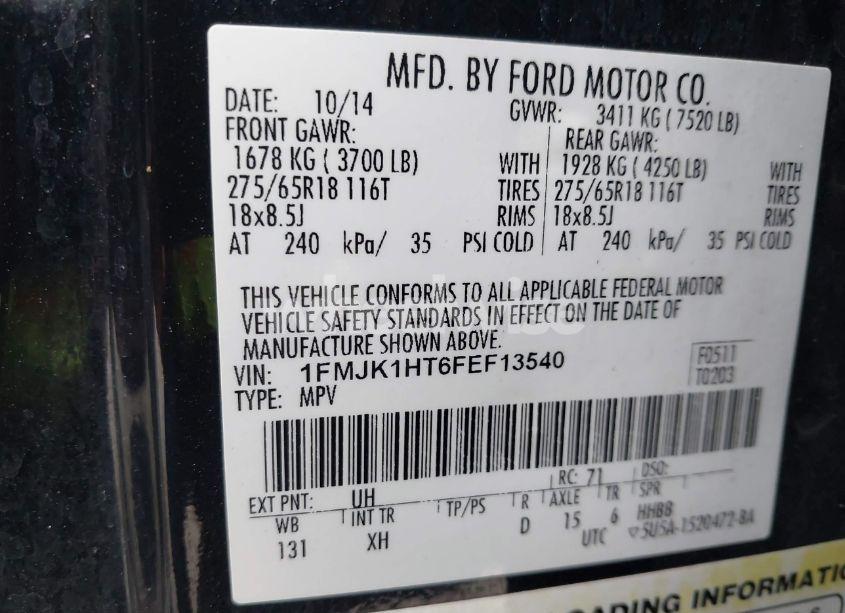 MFD. BY FORD MOTOR CO.
DATE: 10/14 GVWR: 3411 KG ( 7520 LB)
FRONT GAWR: REAR GAWR:
1678 KG ( 3700 LB) WITH 1928 KG ( 4250 LB) WITH
275/65R18 116T TIRES 275/65R18 116T TIRES
18x8.5J RIMS 18x8.5J RIMS
AT 240 kPa/ 35 PSI COLD AT 240 kPa/ 35 PSI COLD
THIS VEHICLE CONFORMS TO ALL APPLICABLE FEDERAL MOTOR
VEHICLE SAFETY STANDARDS IN EFFECT ON THE DATE OF
MANUFACTURE SHOWN ABOVE.
VIN: 1FMJK1HT6FEF13540 F0511
TYPE: MPV T0203
EXT PNT: UH RC: 71 DSO:
WB INT TR TP/PS R AXLE TR SPR
131 XH D 15 6 HHBB
UTC 5U5A-1520472-BA
OADING INFORMATIO